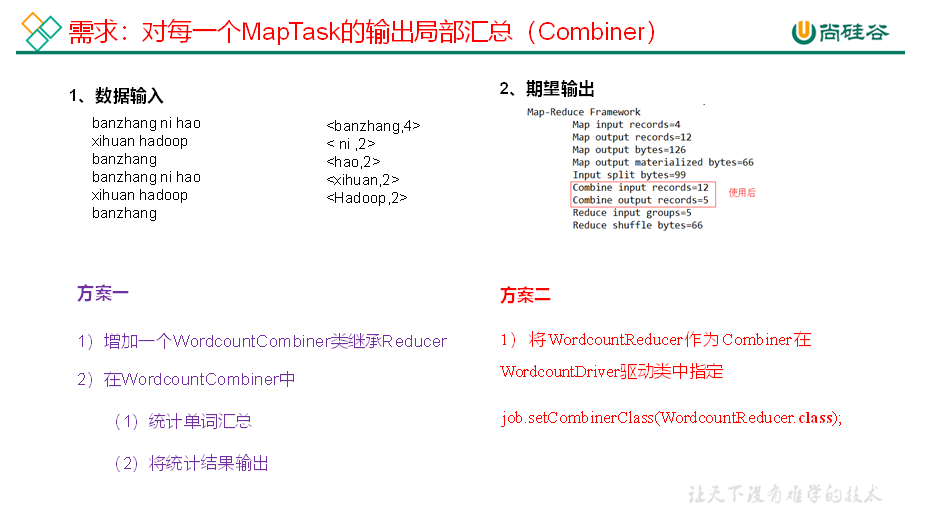 需求：对每一个MapTask的输出局部汇总（Combiner）
尚硅谷
1、数据输入
banzhang ni hao
xihuan hadoop
banzhang
banzhang ni hao
xihuan hadoop
banzhang
<banzhang,4>
< ni ,2>
<hao,2>
<xihuan,2>
<Hadoop,2>
2、期望输出
Map-Reduce Framework
Map input records=4
Map output records=12
Map output bytes=126
Map output materialized bytes=66
Input split bytes=99
Combine input records=12
Combine output records=5
使用后
Reduce input groups=5
Reduce shuffle bytes=66
方案一
1）增加一个WordcountCombiner类继承Reducer
2）在WordcountCombiner中
（1）统计单词汇总
（2）将统计结果输出
方案二
1） 将WordcountReducer作为Combiner在
WordcountDriver驱动类中指定
job.setCombinerClass(WordcountReducer.class);
让天下没有难学的技术